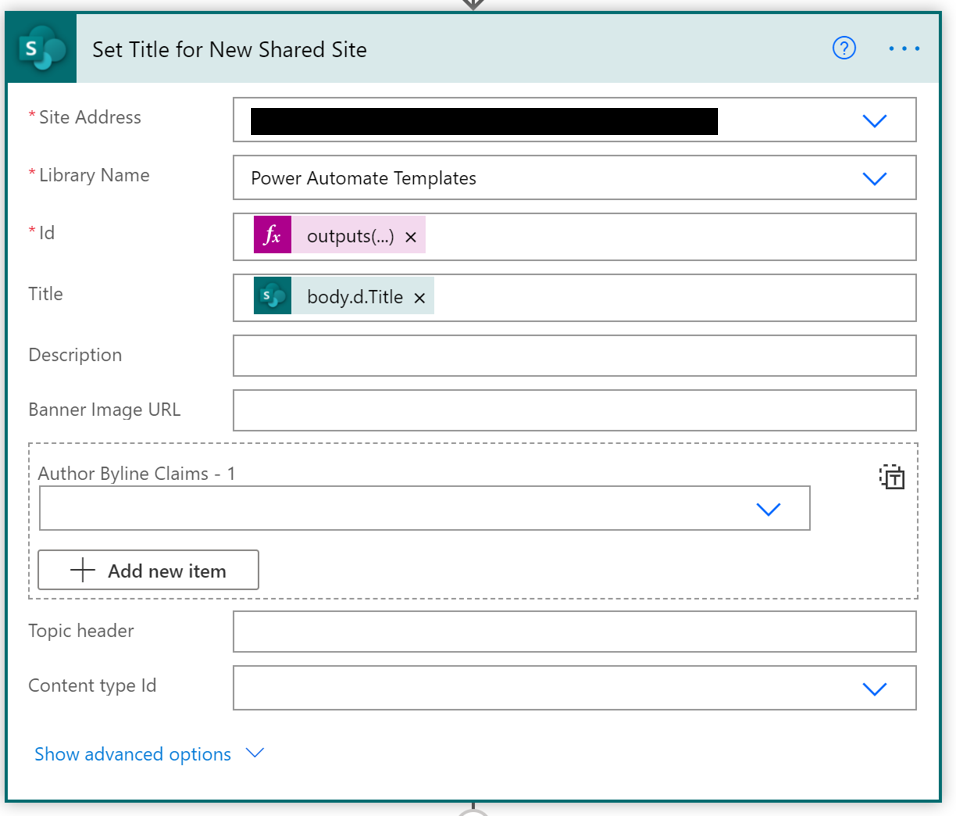 S
Set Title for New Shared Site
?
* Site Address
* Library Name
Power Automate Templates
* Id
fx
outputs(...) ×
Title
S
body.d.Title ×
Description
Banner Image URL
Author Byline Claims - 1
T
+ Add new item
Topic header
Content type Id
Show advanced options